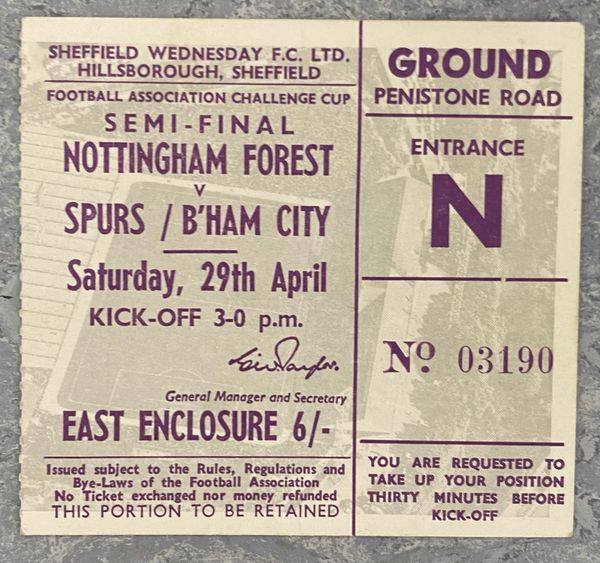 SHEFFIELD WEDNESDAY F.C. LTD.
HILLSBOROUGH, SHEFFIELD
FOOTBALL ASSOCIATION CHALLENGE CUP
SEMI-FINAL
NOTTINGHAM FOREST
V
SPURS / B'HAM CITY
Saturday, 29th April
KICK-OFF 3-0 p.m.
Eric Taylor.
General Manager and Secretary
EAST ENCLOSURE 6/-
Issued subject to the Rules, Regulations and
Bye-Laws of the Football Association
No Ticket exchanged nor money refunded
THIS PORTION TO BE RETAINED
GROUND
PENISTONE ROAD
ENTRANCE
N
Nº 03190
YOU ARE REQUESTED TO
TAKE UP YOUR POSITION
THIRTY MINUTES BEFORE
KICK-OFF